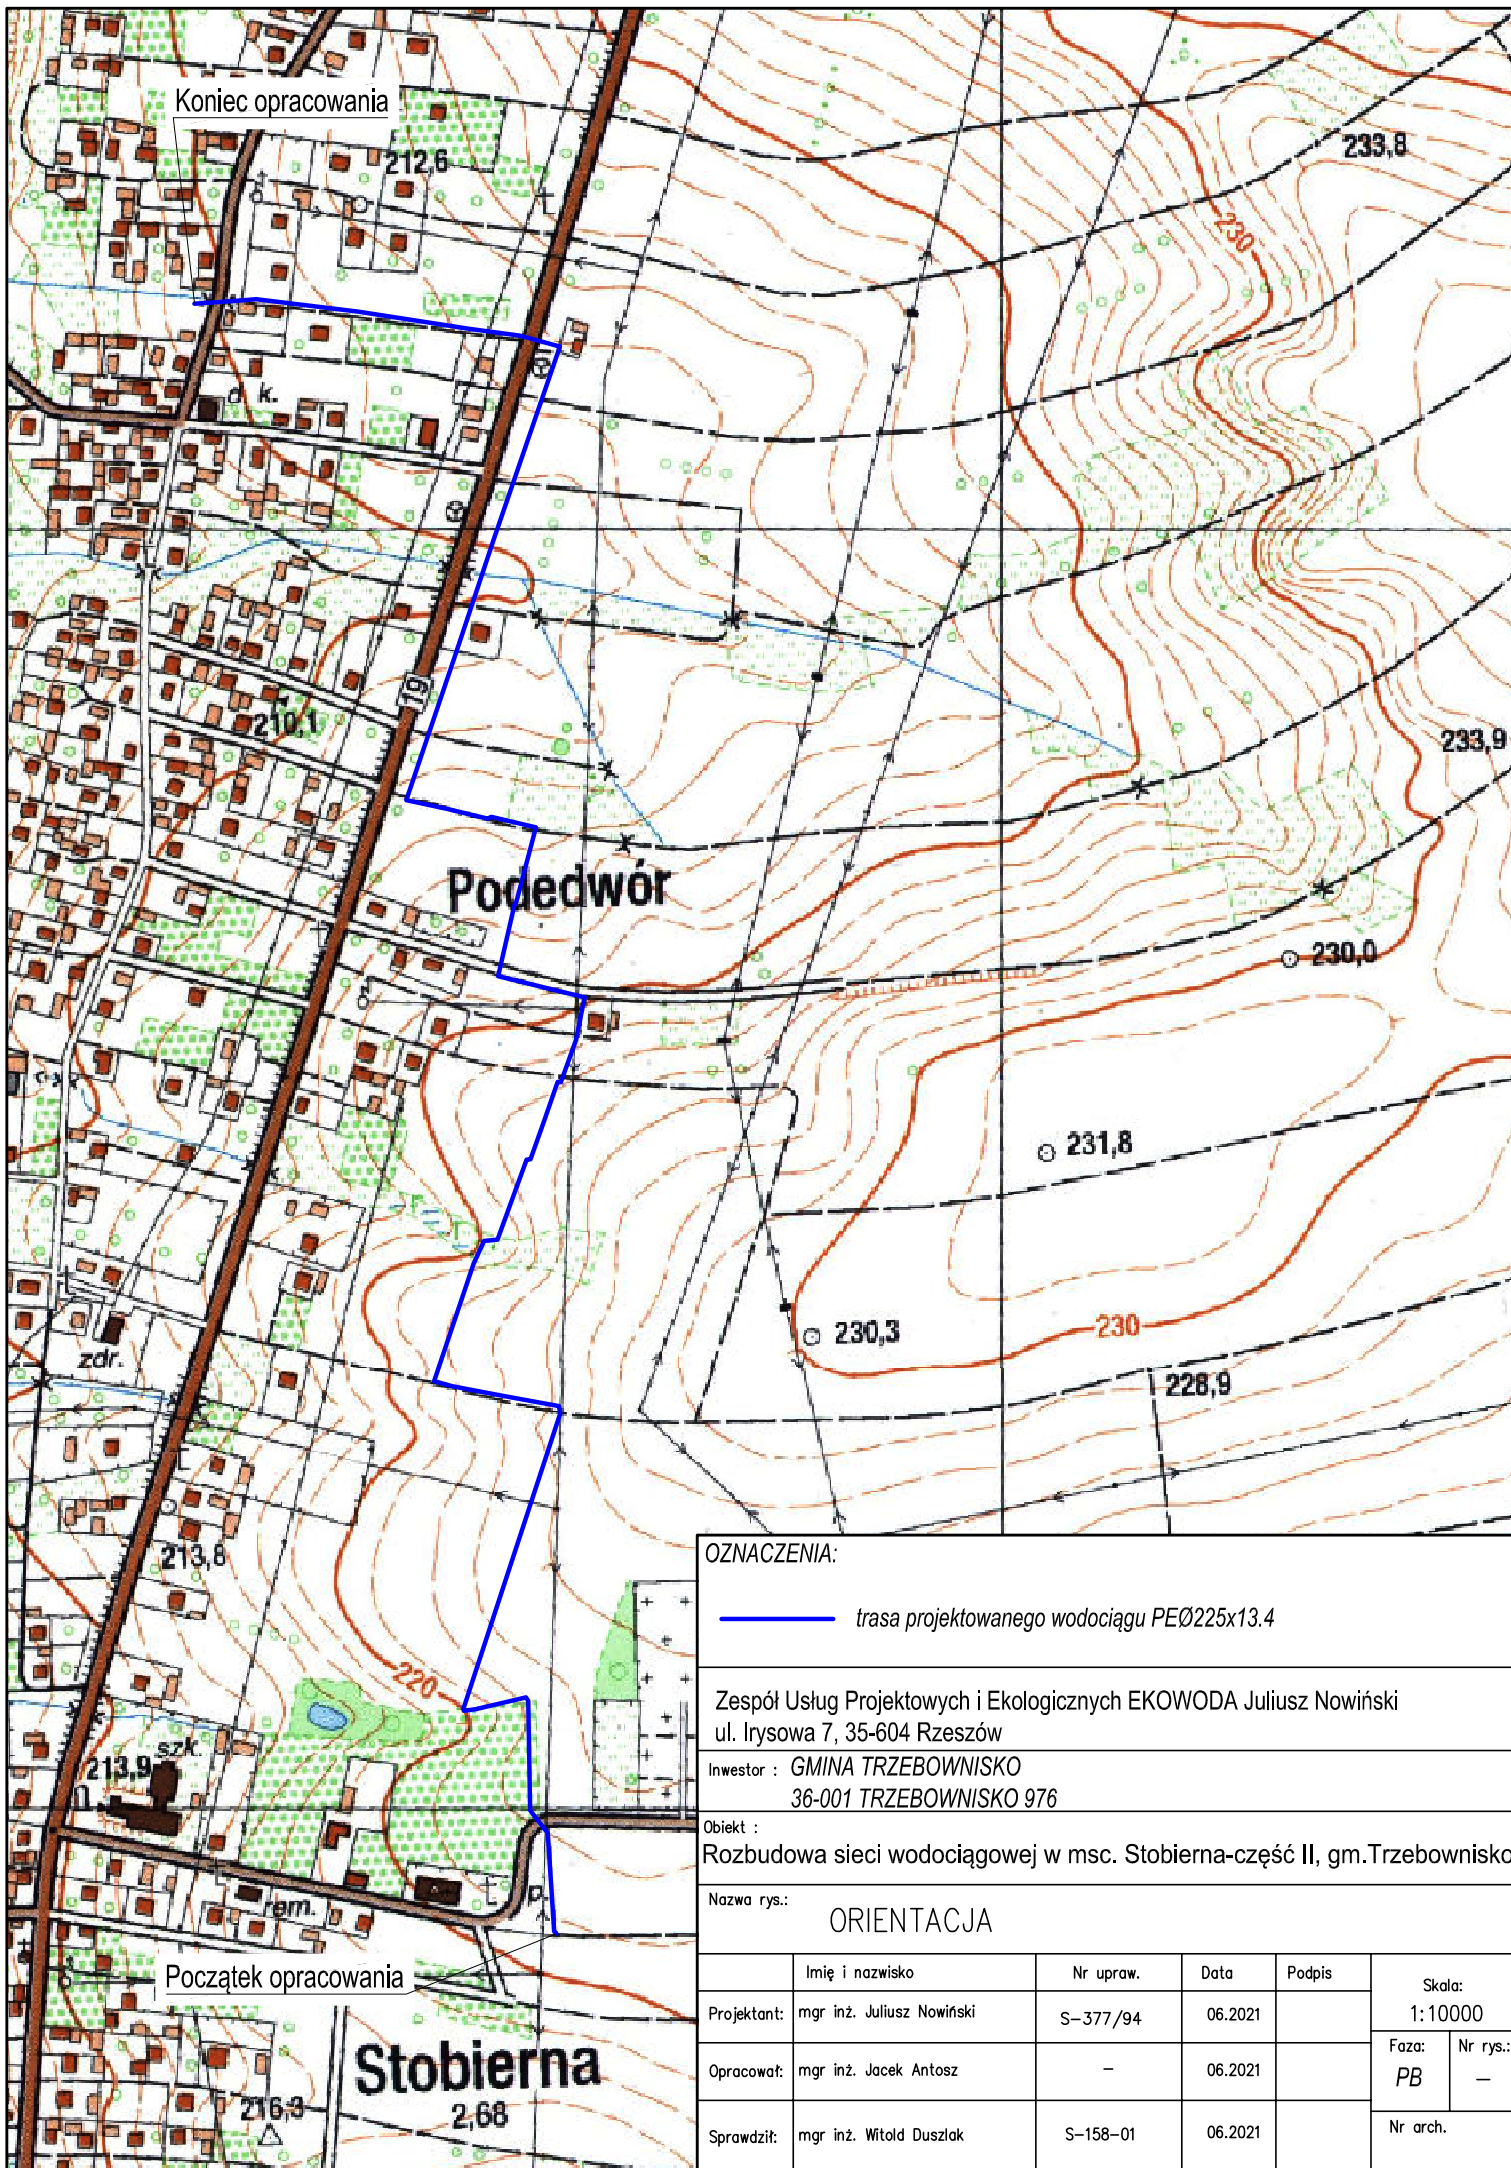 Koniec opracowania
212,6
233,8
230
d. k.
19
210,1
233,9
Podedwór
230,0
231,8
230,3
230
228,9
zdr.
213,8
220
szk.
213,9
rem.
p.
Początek opracowania
Stobierna
2,68
216,3
OZNACZENIA:
trasa projektowanego wodociągu PEØ225x13.4
Zespół Usług Projektowych i Ekologicznych EKOWODA Juliusz Nowiński
ul. Irysowa 7, 35-604 Rzeszów
Inwestor : GMINA TRZEBOWNISKO
36-001 TRZEBOWNISKO 976
Obiekt :
Rozbudowa sieci wodociągowej w msc. Stobierna-część II, gm.Trzebownisko
Nazwa rys.:
ORIENTACJA
Imię i nazwisko Nr upraw. Data Podpis Skala:
1:10000
Projektant: mgr inż. Juliusz Nowiński S-377/94 06.2021
Faza: Nr rys.:
PB –
Opracował: mgr inż. Jacek Antosz – 06.2021
Nr arch.
Sprawdził: mgr inż. Witold Duszlak S-158-01 06.2021